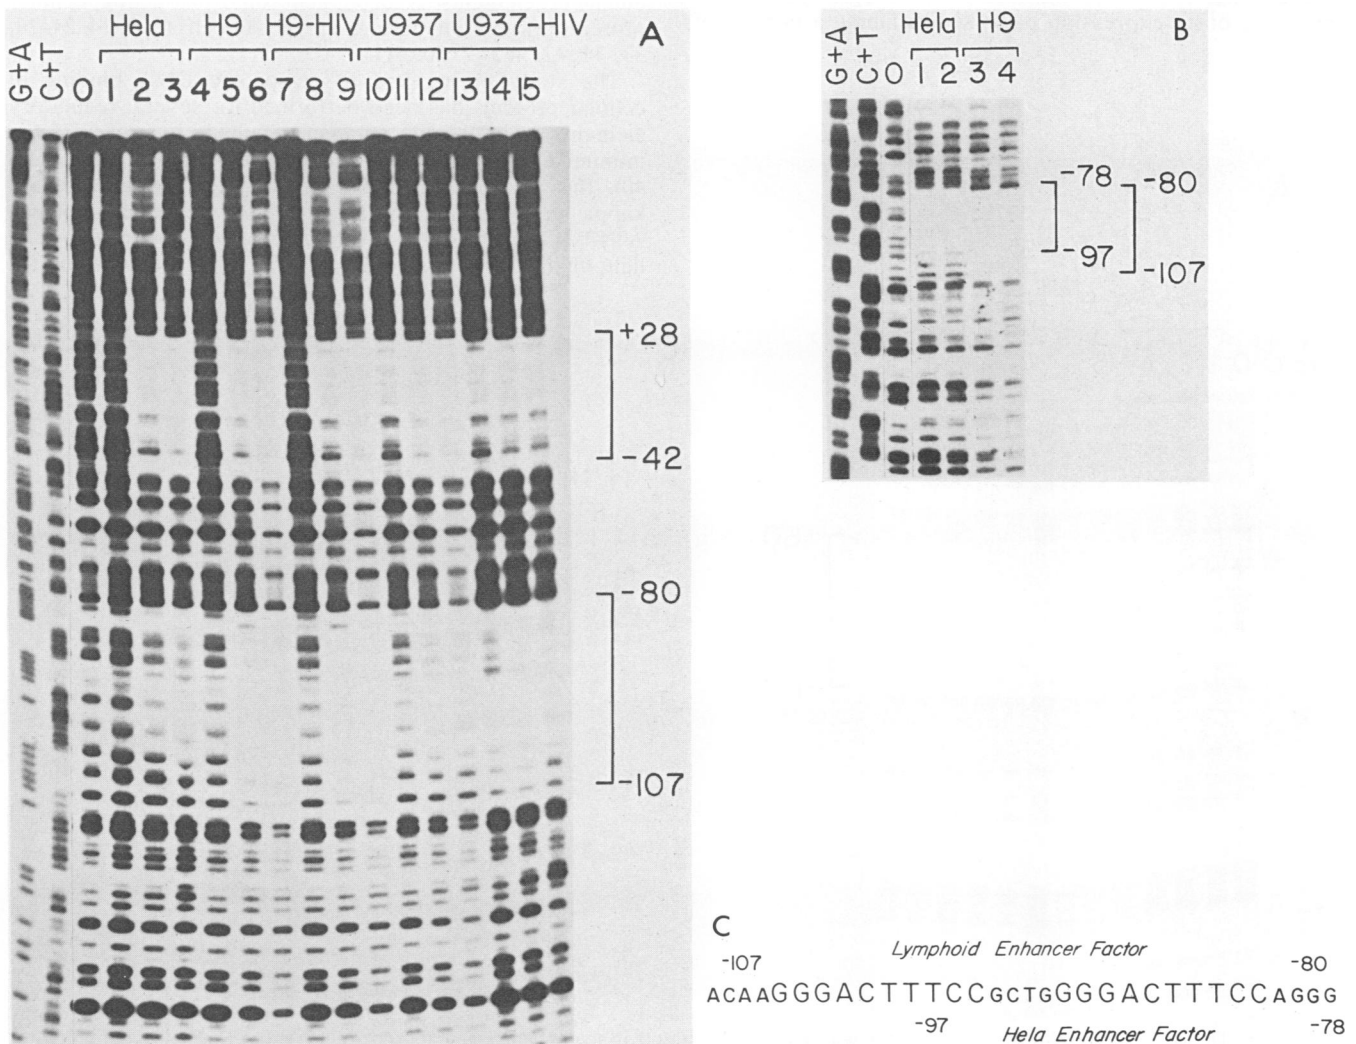 Hela H9 H9-HIV U937 U937-HIV A
G+A C+T 0 1 2 3 4 5 6 7 8 9 10 11 12 13 14 15
+28
-42
-80
-107
Hela H9 B
G+A C+T 0 1 2 3 4
-78 -80
-97 -107
C
Lymphoid Enhancer Factor
-107 -80
ACAAGGGACTTTCCGCTGGGGACTTTCCAGGG
-97 Hela Enhancer Factor -78